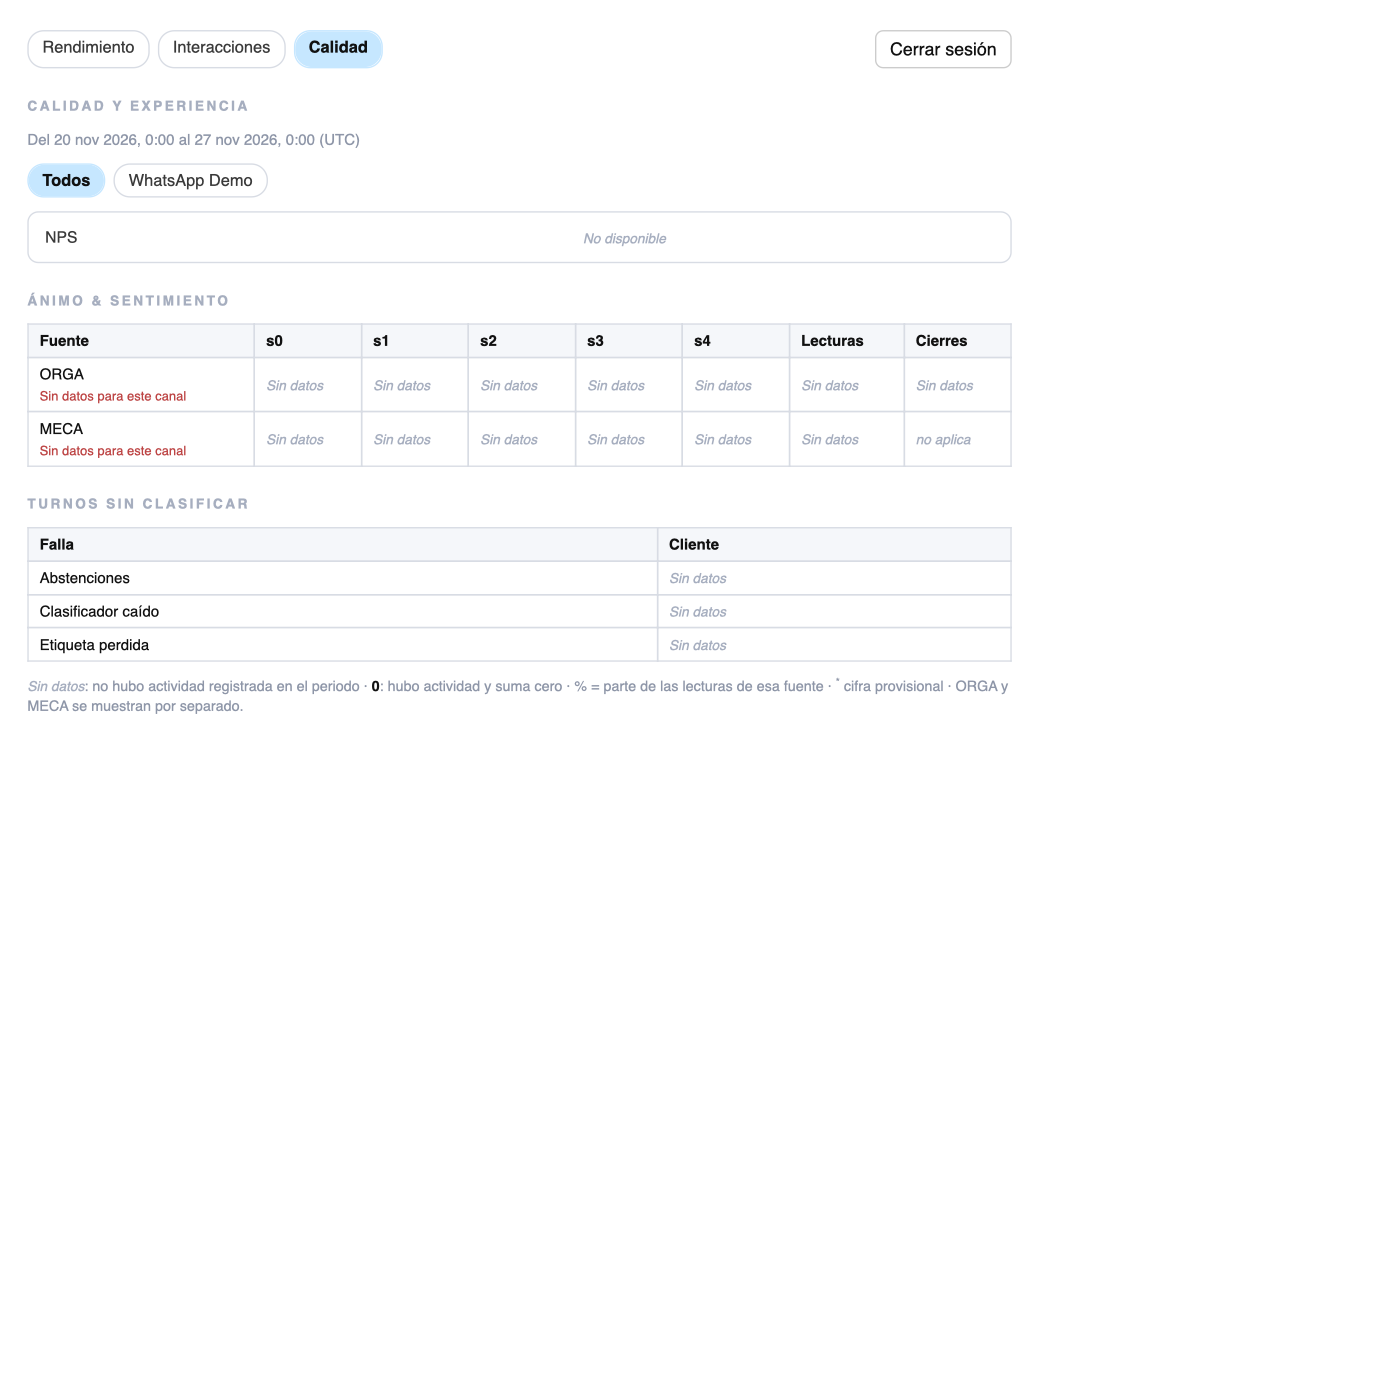 Rendimiento Interacciones Calidad Cerrar sesión
CALIDAD Y EXPERIENCIA
Del 20 nov 2026, 0:00 al 27 nov 2026, 0:00 (UTC)
Todos WhatsApp Demo
NPS No disponible
ÁNIMO & SENTIMIENTO
Fuente s0 s1 s2 s3 s4 Lecturas Cierres
ORGA
Sin datos para este canal
Sin datos Sin datos Sin datos Sin datos Sin datos Sin datos Sin datos
MECA
Sin datos para este canal
Sin datos Sin datos Sin datos Sin datos Sin datos Sin datos no aplica
TURNOS SIN CLASIFICAR
Falla Cliente
Abstenciones Sin datos
Clasificador caído Sin datos
Etiqueta perdida Sin datos
Sin datos: no hubo actividad registrada en el periodo · 0: hubo actividad y suma cero · % = parte de las lecturas de esa fuente · * cifra provisional · ORGA y
MECA se muestran por separado.